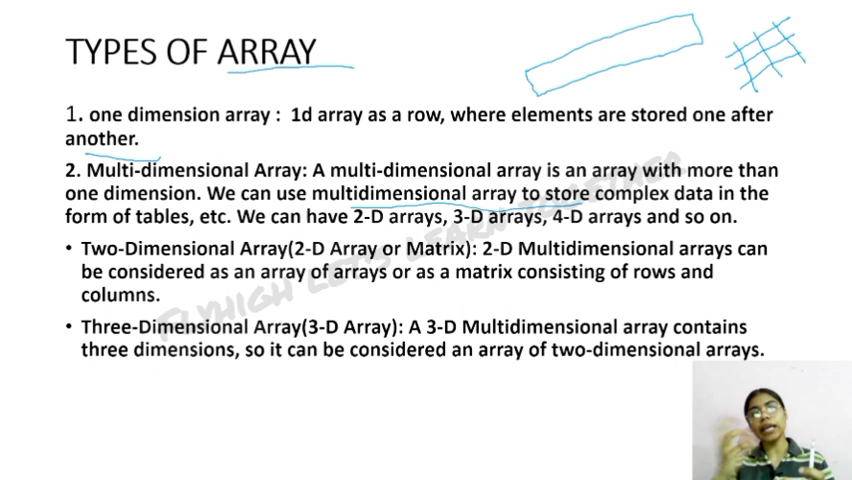 TYPES OF ARRAY
1. one dimension array : 1d array as a row, where elements are stored one after
another.
2. Multi-dimensional Array: A multi-dimensional array is an array with more than
one dimension. We can use multidimensional array to store complex data in the
form of tables, etc. We can have 2-D arrays, 3-D arrays, 4-D arrays and so on.
• Two-Dimensional Array(2-D Array or Matrix): 2-D Multidimensional arrays can
be considered as an array of arrays or as a matrix consisting of rows and
columns.
• Three-Dimensional Array(3-D Array): A 3-D Multidimensional array contains
three dimensions, so it can be considered an array of two-dimensional arrays.
FLYHIGH LETS LEARN TOGETHER